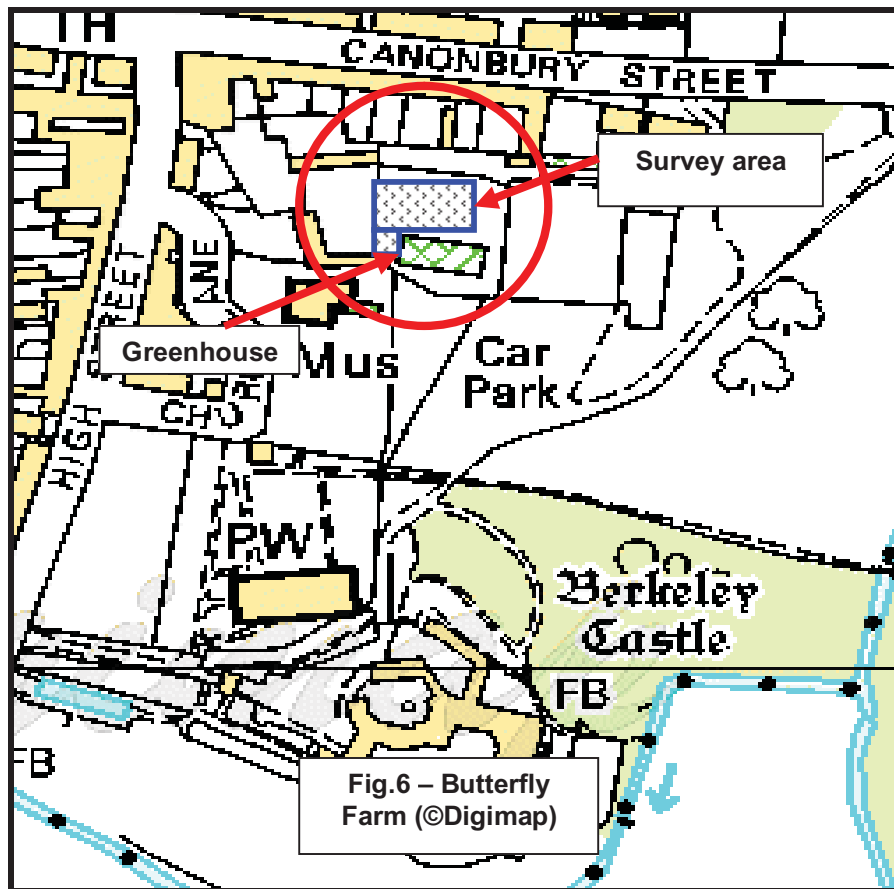 TH
CANONBURY STREET
Survey area
STREET
LANE
Greenhouse
Mus
Car
Park
HIGH
PW
Berkeley
Castle
FB
FB
Fig.6 – Butterfly
Farm (©Digimap)